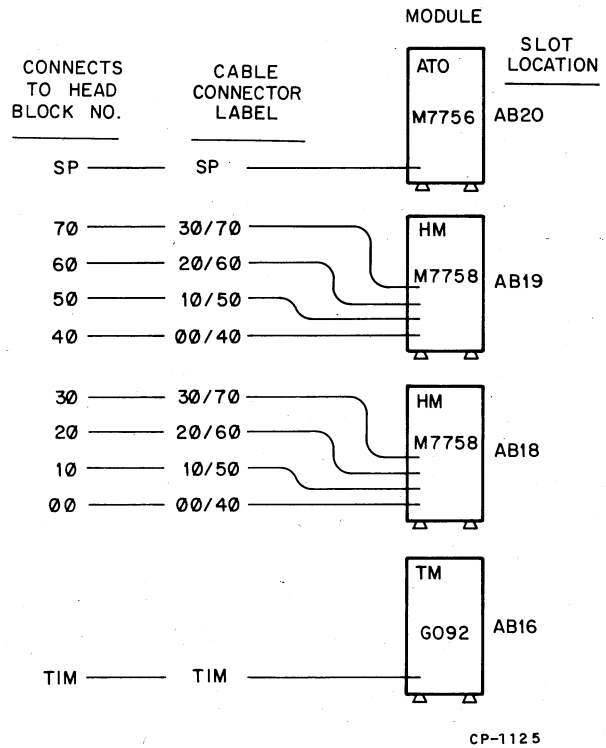 MODULE
CONNECTS TO HEAD BLOCK NO.
CABLE CONNECTOR LABEL
SLOT LOCATION
ATO
M7756
AB20
SP SP
HM
M7758
AB19
70 30/70
60 20/60
50 10/50
40 00/40
HM
M7758
AB18
30 30/70
20 20/60
10 10/50
00 00/40
TM
G092
AB16
TIM TIM
CP-1125